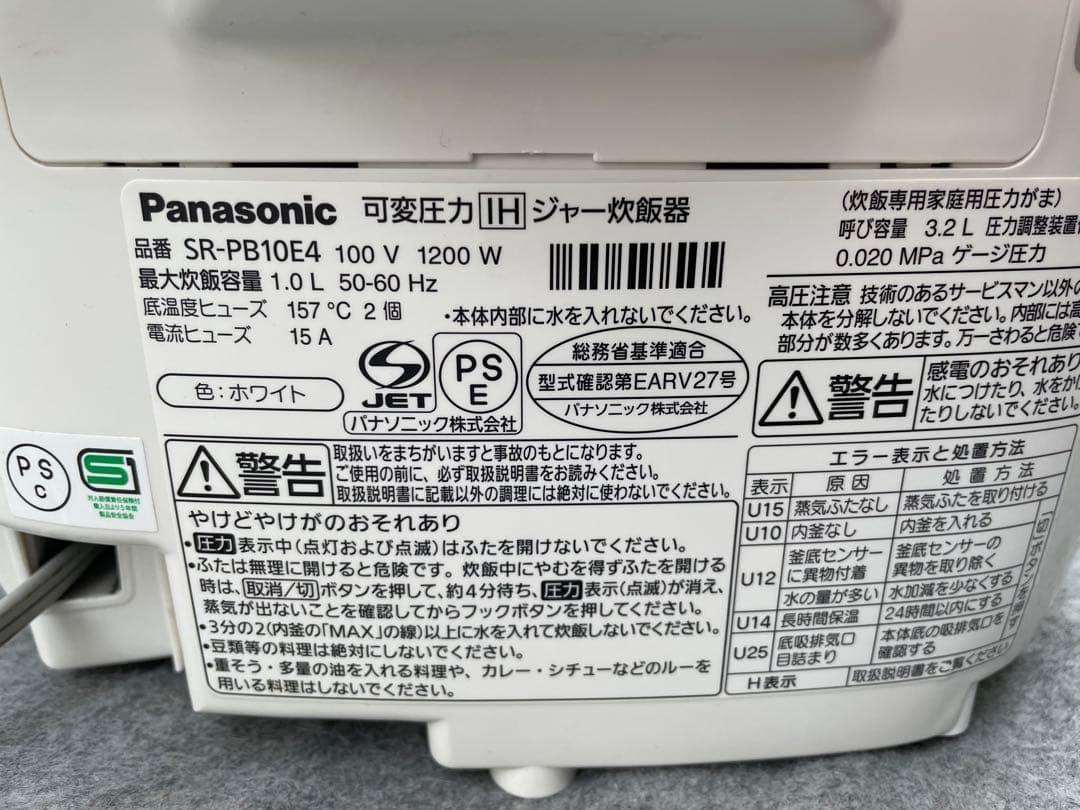 Panasonic 可変圧力 IH ジャー炊飯器
品番 SR-PB10E4 100 V 1200 W
最大炊飯容量 1.0 L 50-60 Hz
底温度ヒューズ 157 ℃ 2 個
電流ヒューズ 15 A
・本体内部に水を入れないでください。
色：ホワイト
S
JET
PS
E
パナソニック株式会社
総務省基準適合
型式確認第EARV27号
パナソニック株式会社
(炊飯専用家庭用圧力がま)
呼び容量 3.2 L 圧力調整装置
0.020 MPa ゲージ圧力
高圧注意 技術のあるサービスマン以外の
本体を分解しないでください。内部には高
部分が数多くあります。万一さわると危険
警告
感電のおそれあり
水につけたり、水をか
たりしないでください。
PS
C
S
対人賠償責任保険付
購入日より5年間
製品安全協会
警告
取扱いをまちがいますと事故のもとになります。
ご使用の前に、必ず取扱説明書をお読みください。
取扱説明書に記載以外の調理には絶対に使わないでください。
やけどやけがのおそれあり
・圧力 表示中(点灯および点滅)はふたを開けないでください。
・ふたは無理に開けると危険です。炊飯中にやむを得ずふたを開ける
時は、取消/切 ボタンを押して、約4分待ち、圧力 表示(点滅)が消え、
蒸気が出ないことを確認してからフックボタンを押してください。
・3分の2(内釜の「MAX」の線)以上に水を入れて炊飯しないでください。
・豆類等の料理は絶対にしないでください。
・重そう・多量の油を入れる料理や、カレー・シチューなどのルーを
用いる料理はしないでください。
エラー表示と処置方法
表示 原因 処置方法
U15 蒸気ふたなし 蒸気ふたを取り付ける
U10 内釜なし 内釜を入れる
U12 釜底センサーに異物付着 釜底センサーの異物を取り除く
水の量が多い 水加減を少なくする
U14 長時間保温 24時間以内にする
U25 底吸排気口目詰まり 本体底の吸排気口を確認する
切 ボタンを押す
H表示 取扱説明書をご覧ください